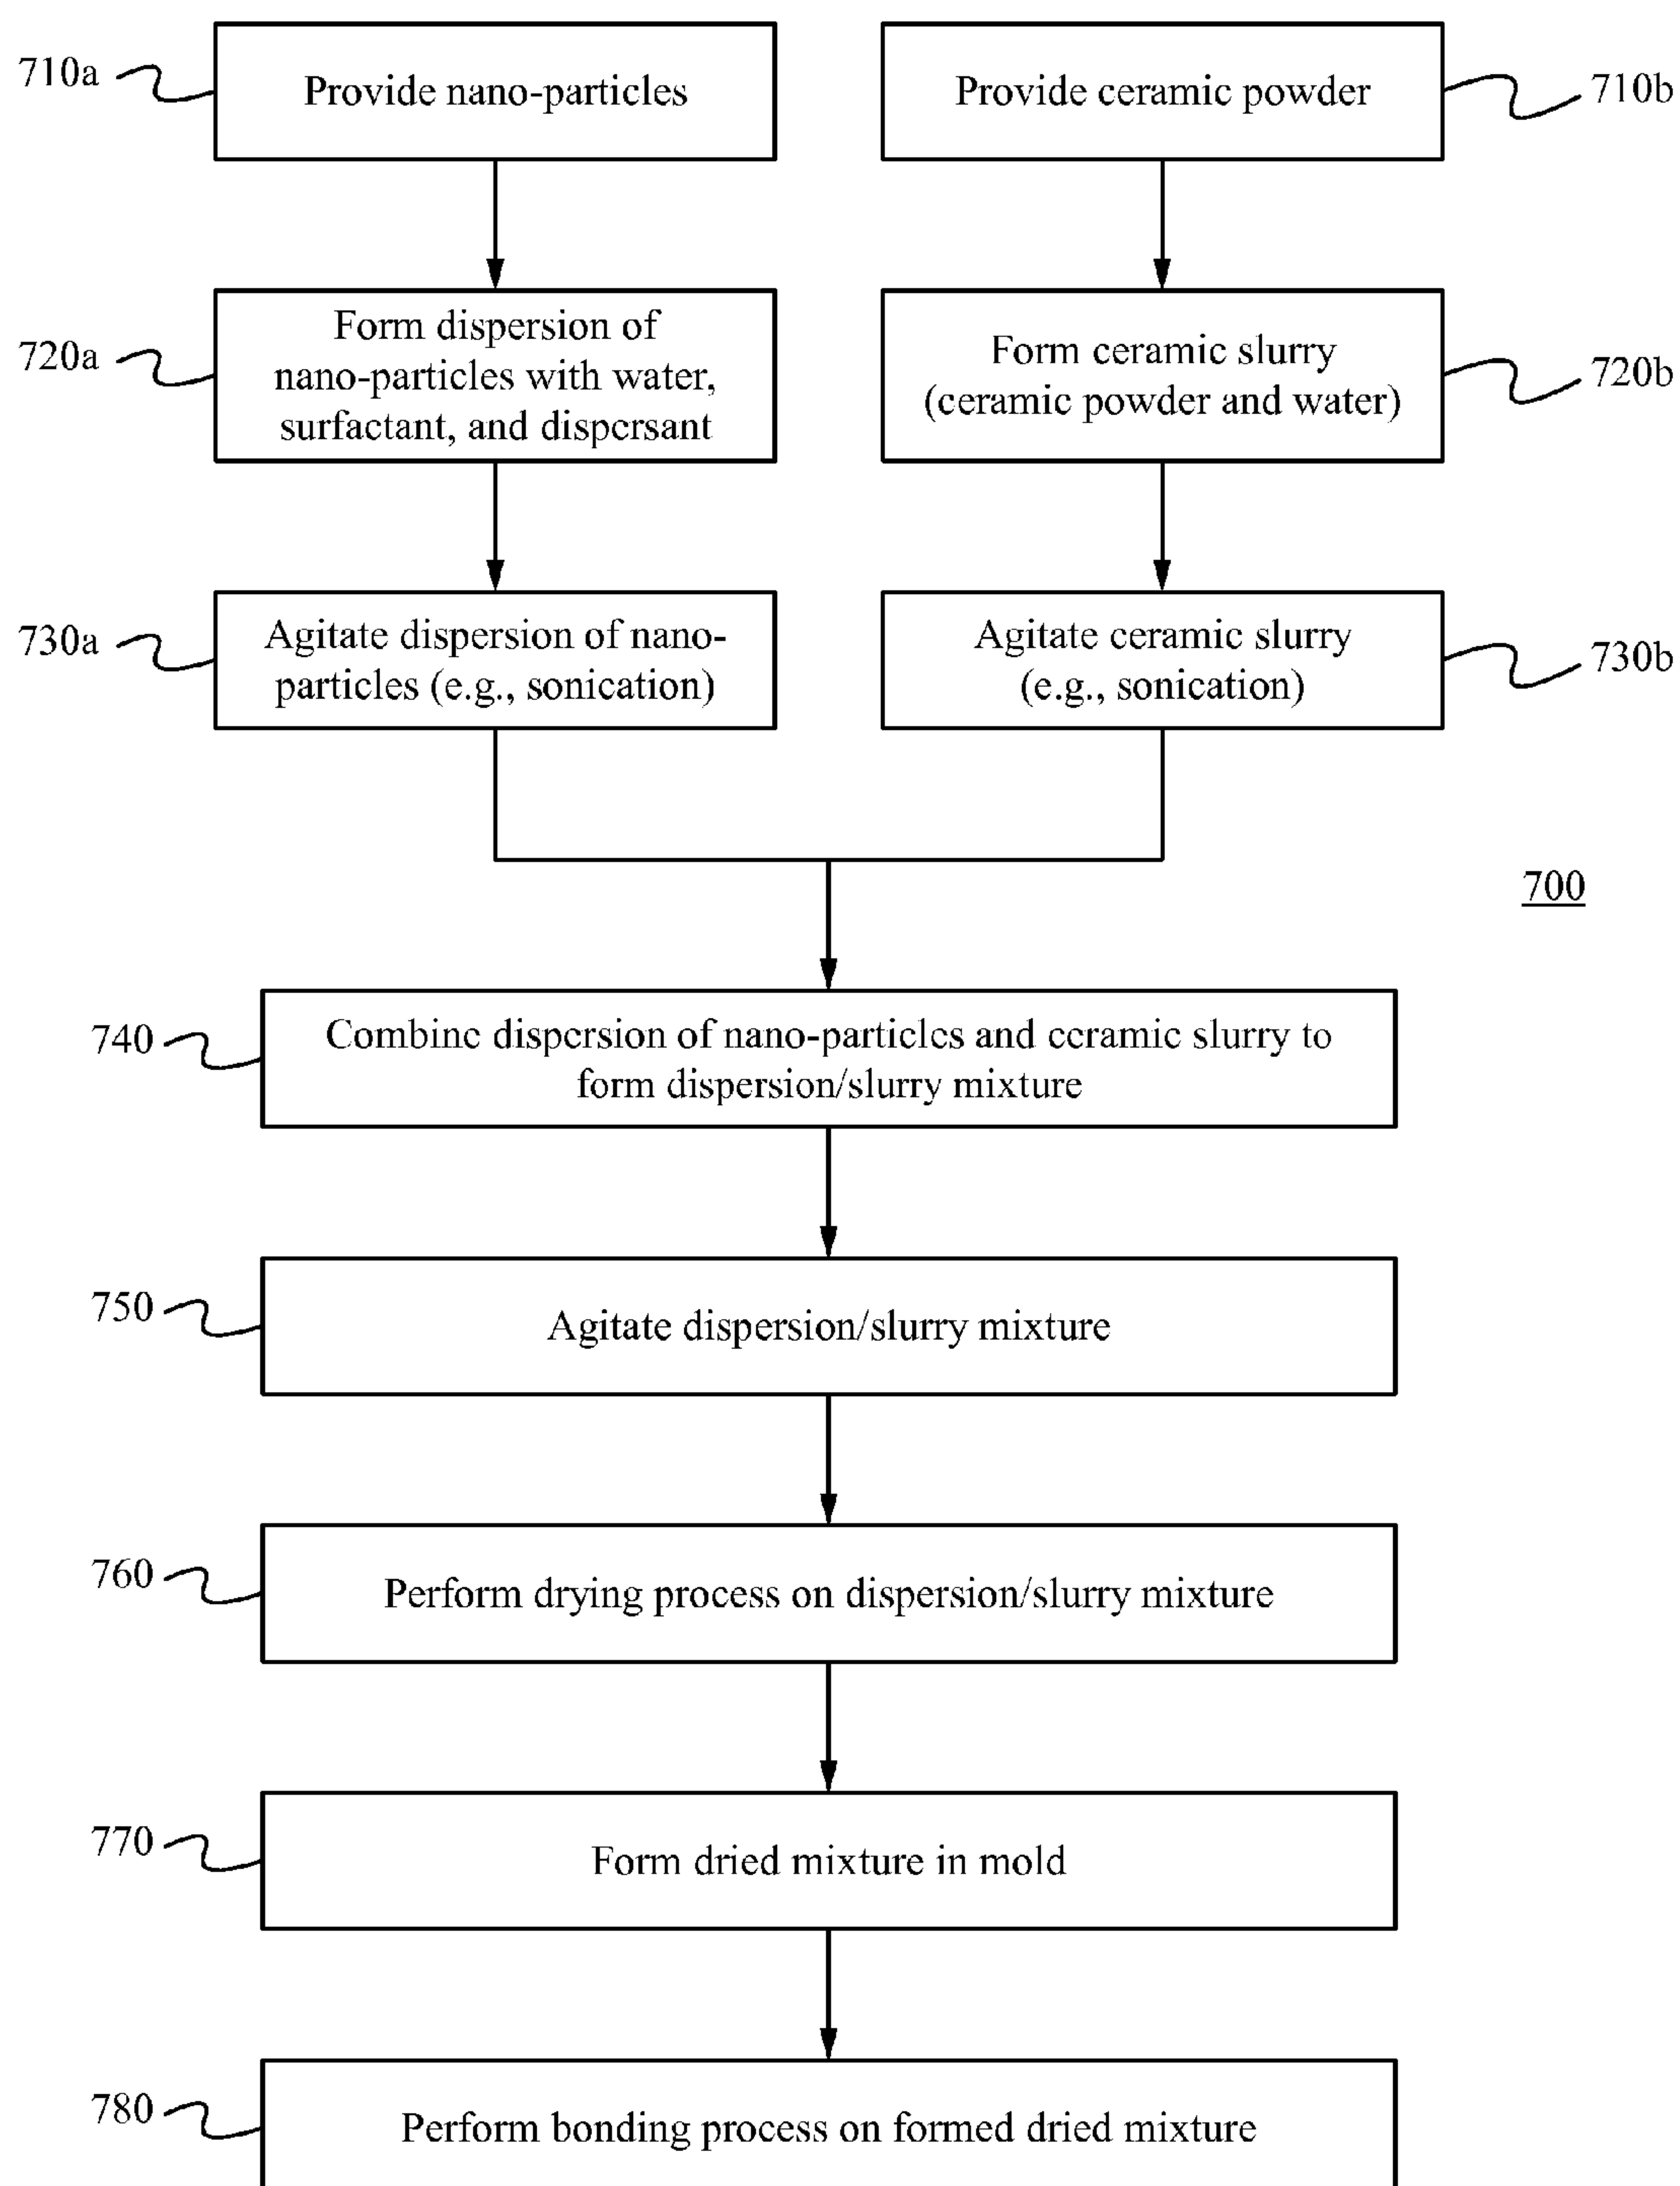 710a
Provide nano-particles
Provide ceramic powder
710b
720a
Form dispersion of
nano-particles with water,
surfactant, and dispersant
Form ceramic slurry
(ceramic powder and water)
720b
730a
Agitate dispersion of nano-
particles (e.g., sonication)
Agitate ceramic slurry
(e.g., sonication)
730b
700
740
Combine dispersion of nano-particles and ceramic slurry to
form dispersion/slurry mixture
750
Agitate dispersion/slurry mixture
760
Perform drying process on dispersion/slurry mixture
770
Form dried mixture in mold
780
Perform bonding process on formed dried mixture